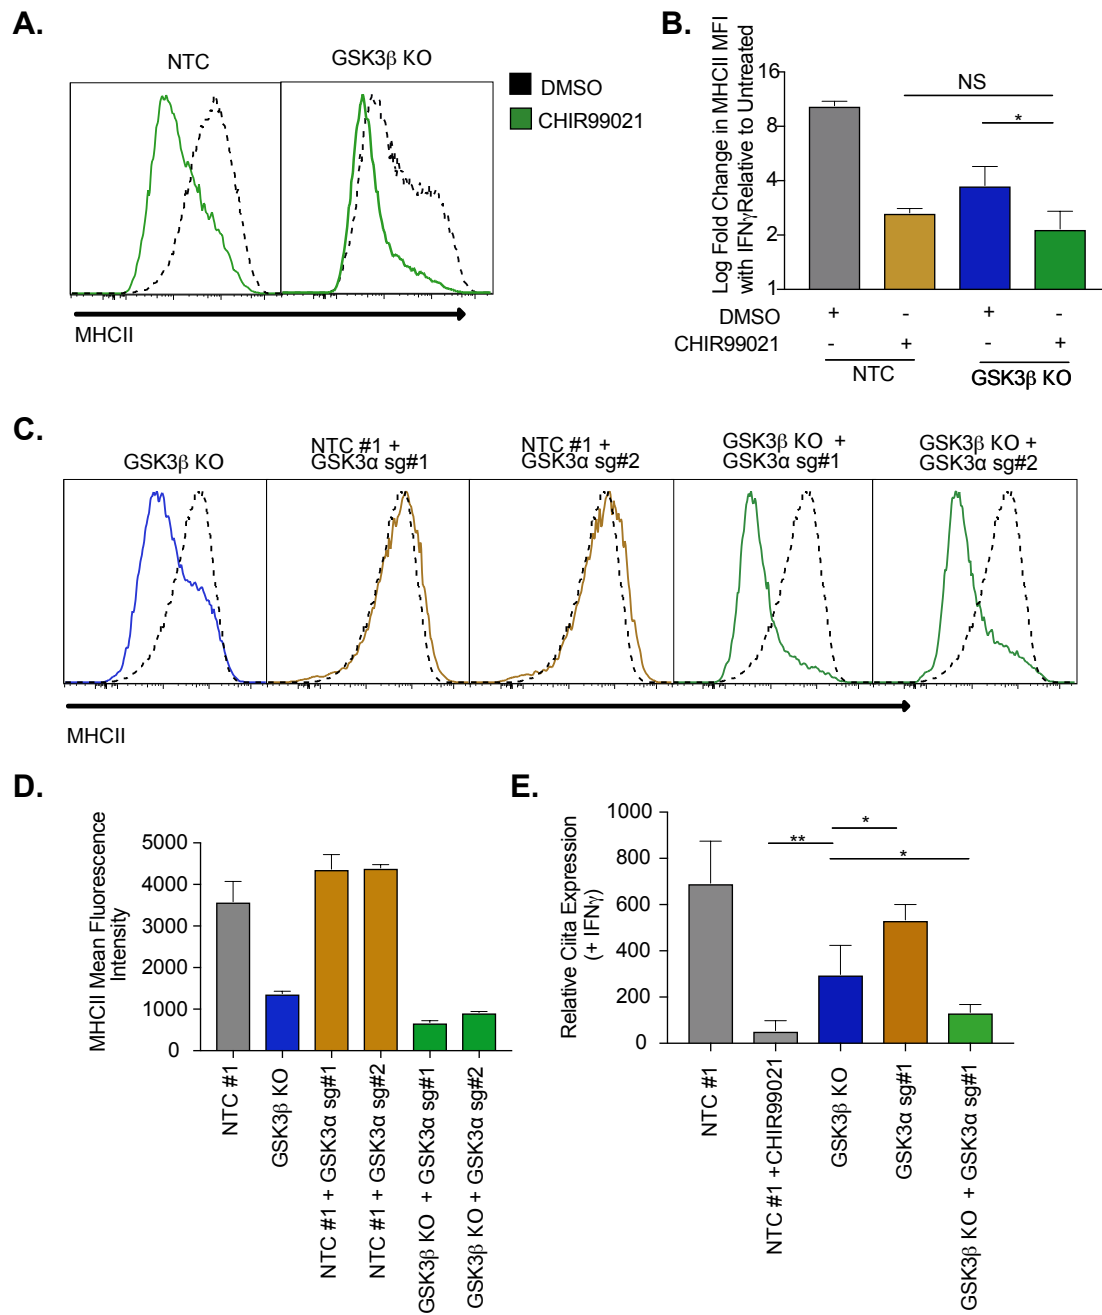 A.
NTC
GSK3β KO
DMSO
CHIR99021
MHCII
B.
Log Fold Change in MHCII MFI
with IFNγRelative to Untreated
16
8
4
2
1
NS
*
DMSO + - + -
CHIR99021 - + - +
NTC
GSK3β KO
C.
GSK3β KO
NTC #1 +
GSK3α sg#1
NTC #1 +
GSK3α sg#2
GSK3β KO +
GSK3α sg#1
GSK3β KO +
GSK3α sg#2
MHCII
D.
MHCII Mean Fluorescence
Intensity
5000
4000
3000
2000
1000
0
NTC #1
GSK3β KO
NTC #1 + GSK3α sg#1
NTC #1 + GSK3α sg#2
GSK3β KO + GSK3α sg#1
GSK3β KO + GSK3α sg#2
E.
Relative Ciita Expression
(+ IFNγ)
1000
800
600
400
200
0
*
**
*
NTC #1
NTC #1 +CHIR99021
GSK3β KO
GSK3α sg#1
GSK3β KO + GSK3α sg#1